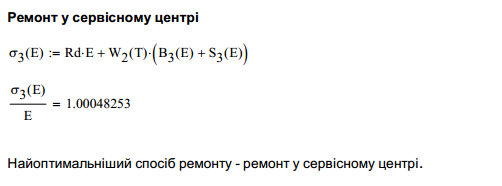 Ремонт у сервісному центрі
σ₃(E) := Rd·E + W₂(T)·(B₃(E) + S₃(E))
σ₃(E)
E
= 1.00048253
Найоптимальніший спосіб ремонту - ремонт у сервісному центрі.